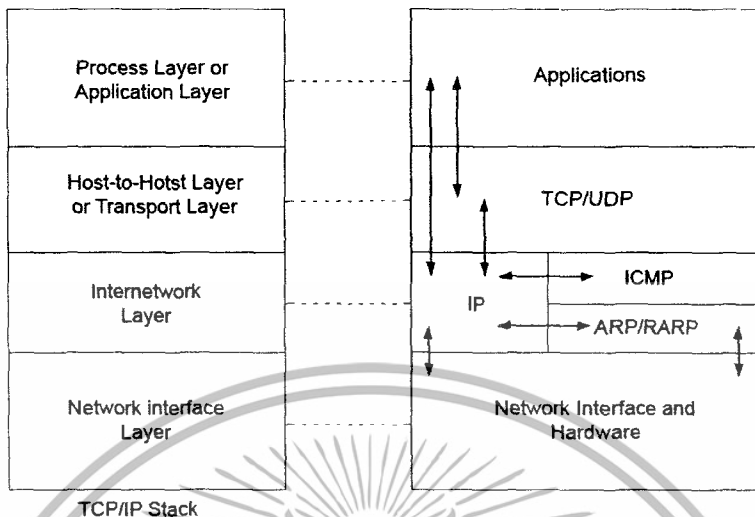 Process Layer or
Application Layer
Applications
Host-to-Hotst Layer
or Transport Layer
TCP/UDP
Internetwork
Layer
IP
ICMP
ARP/RARP
Network interface
Layer
Network Interface and
Hardware
TCP/IP Stack